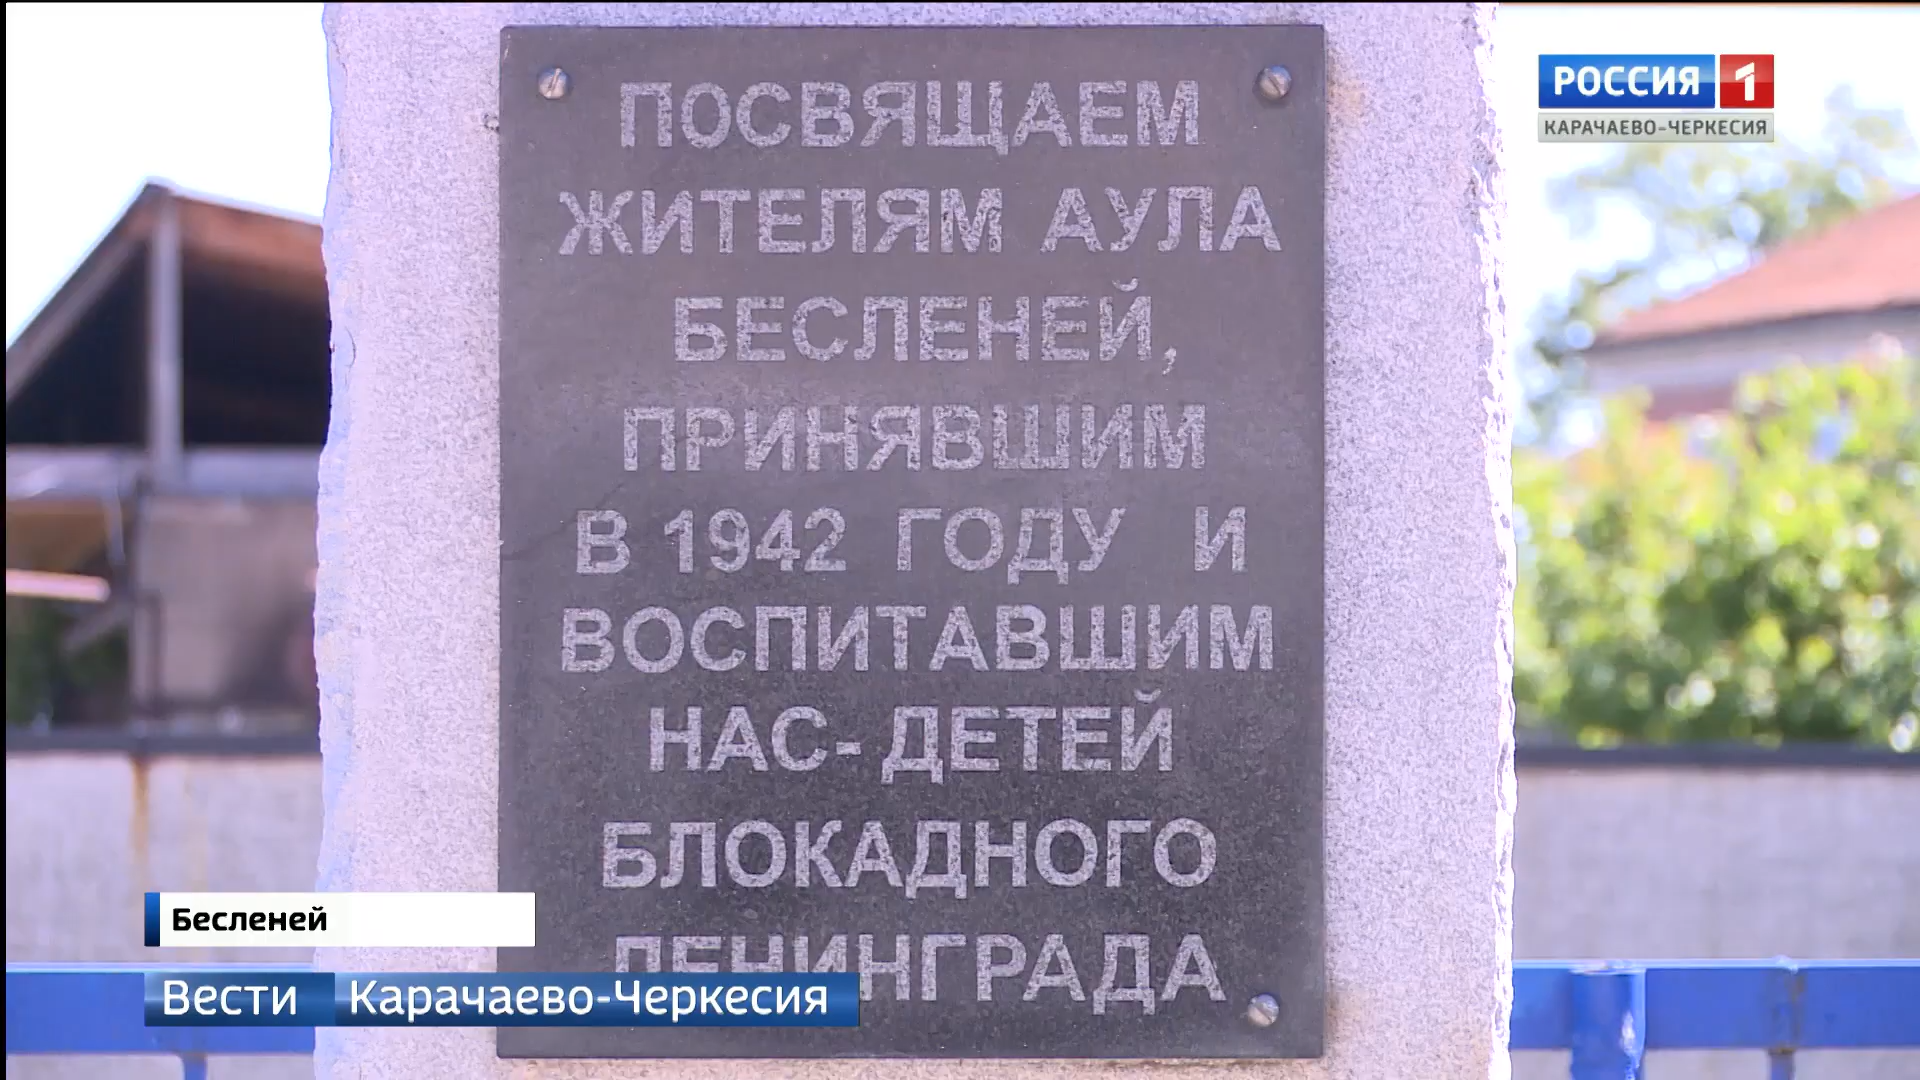 ПОСВЯЩАЕМ
ЖИТЕЛЯМ АУЛА
БЕСЛЕНЕЙ,
ПРИНЯВШИМ
В 1942 ГОДУ И
ВОСПИТАВШИМ
НАС- ДЕТЕЙ
БЛОКАДНОГО
ЛЕНИНГРАДА
РОССИЯ 1
КАРАЧАЕВО-ЧЕРКЕСИЯ
Бесленей
Вести Карачаево-Черкесия